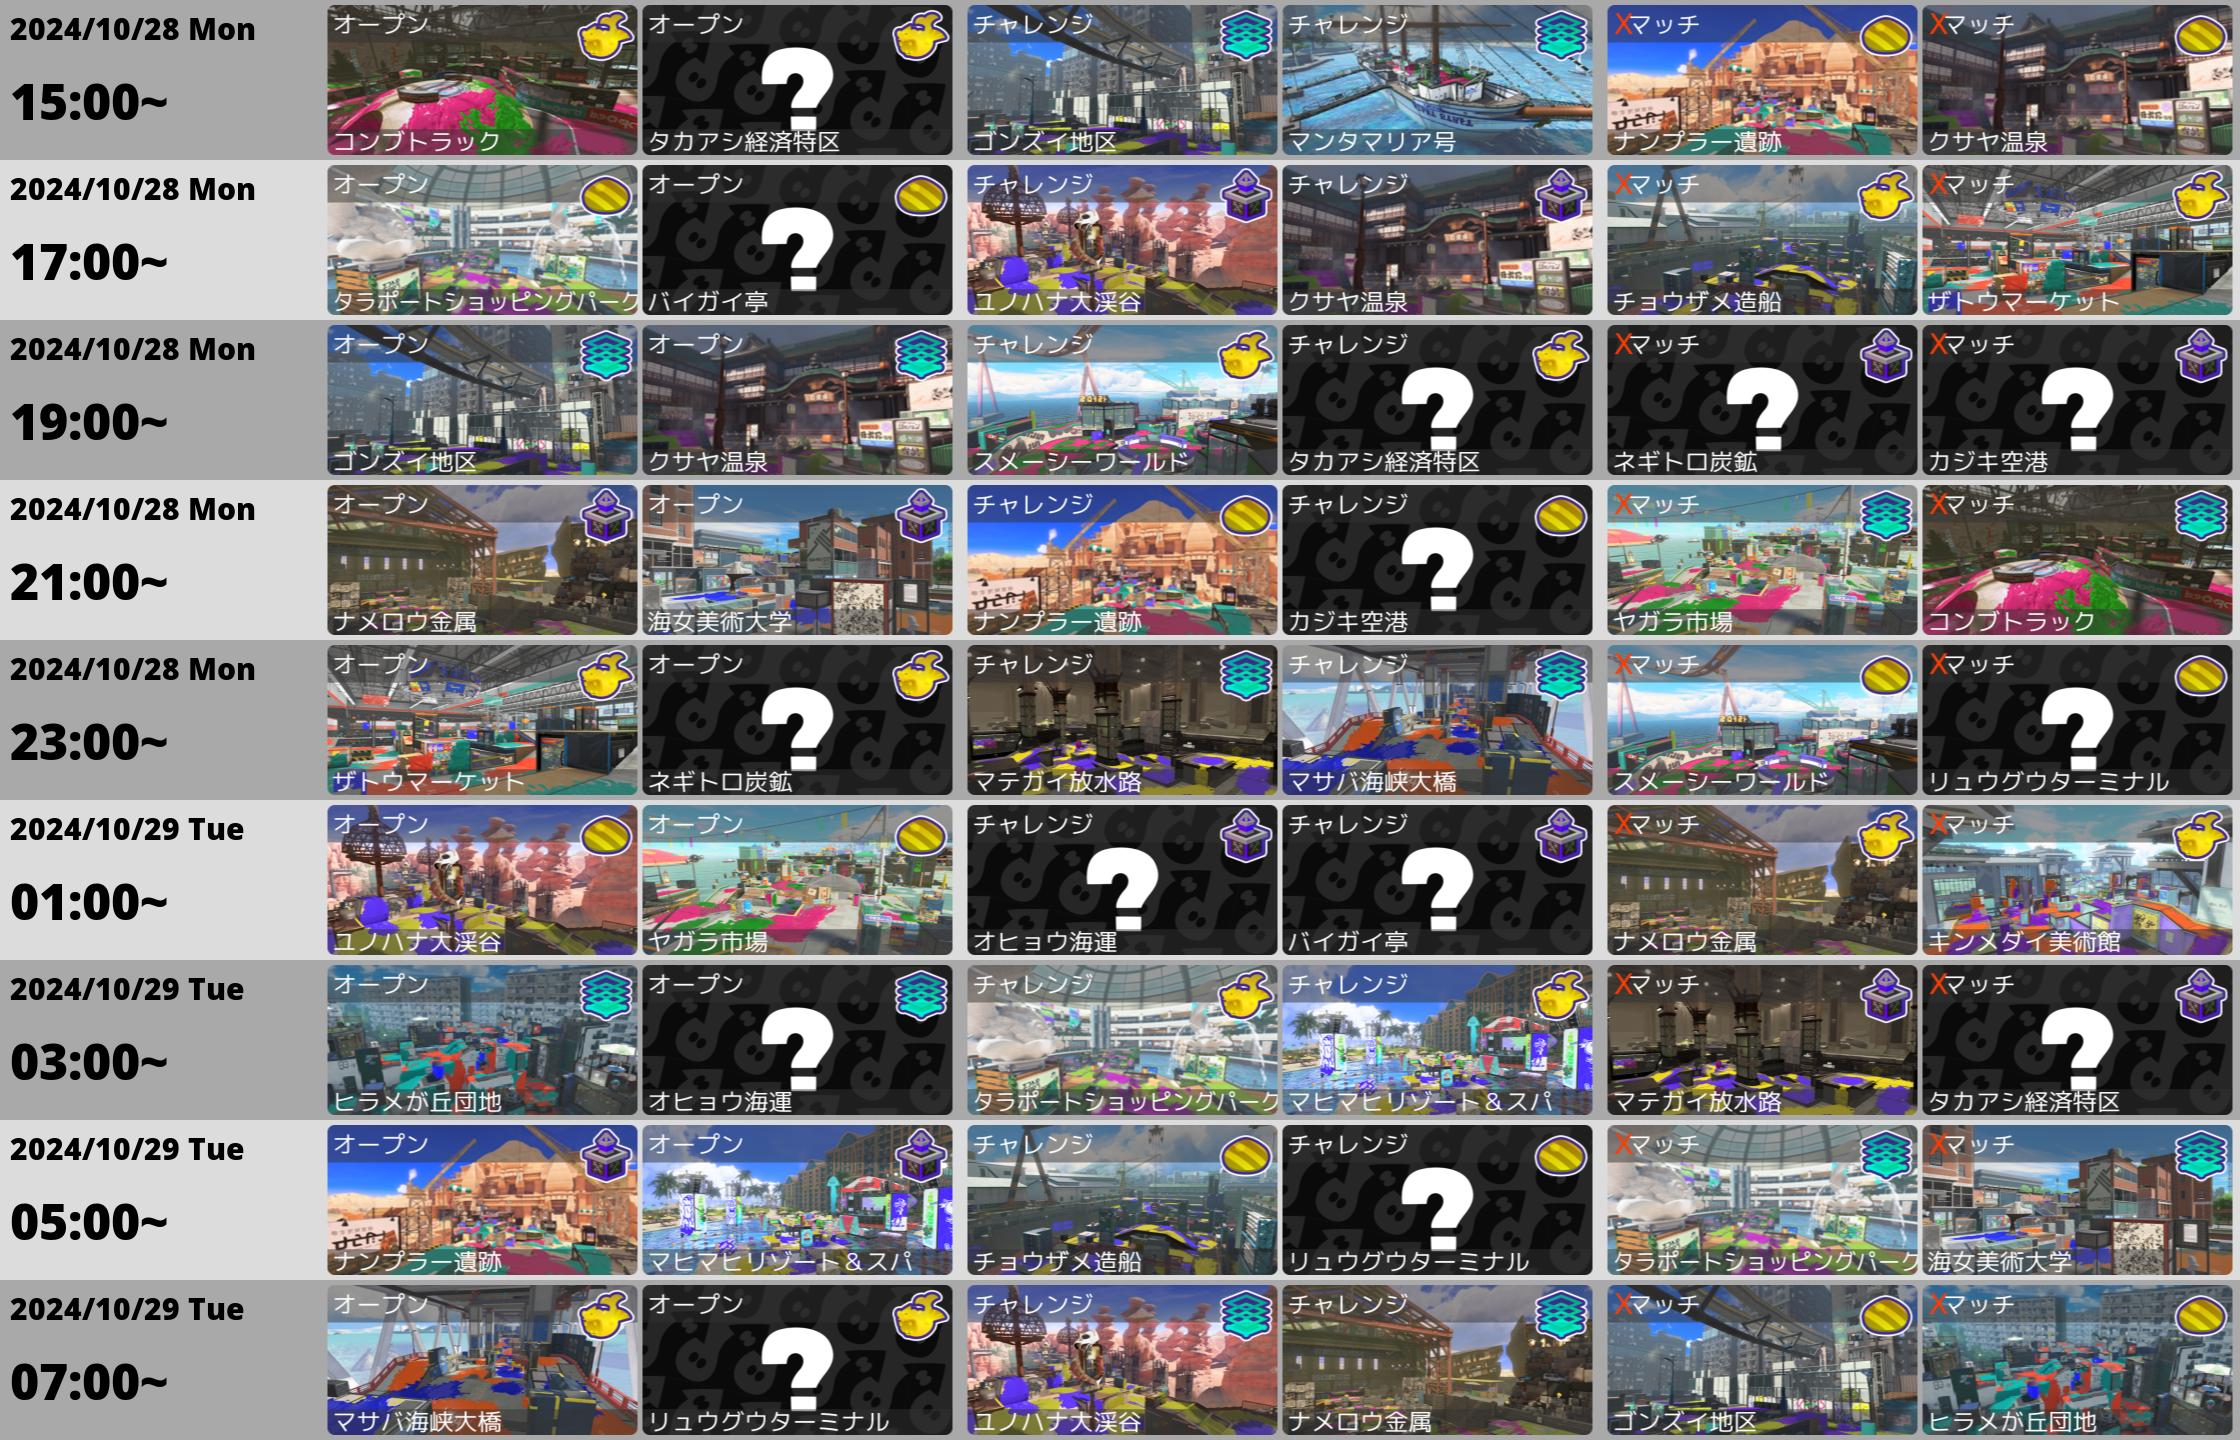 2024/10/28 Mon
15:00~
オープン
コンブトラック
オープン
タカアシ経済特区
チャレンジ
ゴンズイ地区
チャレンジ
マンタマリア号
Xマッチ
ナンプラー遺跡
Xマッチ
クサヤ温泉
2024/10/28 Mon
17:00~
オープン
タラポートショッピングパーク
オープン
バイガイ亭
チャレンジ
ユノハナ大渓谷
チャレンジ
クサヤ温泉
Xマッチ
チョウザメ造船
Xマッチ
ザトウマーケット
2024/10/28 Mon
19:00~
オープン
ゴンズイ地区
オープン
クサヤ温泉
チャレンジ
スメーシーワールド
チャレンジ
タカアシ経済特区
Xマッチ
ネギトロ炭鉱
Xマッチ
カジキ空港
2024/10/28 Mon
21:00~
オープン
ナメロウ金属
オープン
海女美術大学
チャレンジ
ナンプラー遺跡
チャレンジ
カジキ空港
Xマッチ
ヤガラ市場
Xマッチ
コンブトラック
2024/10/28 Mon
23:00~
オープン
ザトウマーケット
オープン
ネギトロ炭鉱
チャレンジ
マテガイ放水路
チャレンジ
マサバ海峡大橋
Xマッチ
スメーシーワールド
Xマッチ
リュウグウターミナル
2024/10/29 Tue
01:00~
オープン
ユノハナ大渓谷
オープン
ヤガラ市場
チャレンジ
オヒョウ海運
チャレンジ
バイガイ亭
Xマッチ
ナメロウ金属
Xマッチ
キンメダイ美術館
2024/10/29 Tue
03:00~
オープン
ヒラメが丘団地
オープン
オヒョウ海運
チャレンジ
タラポートショッピングパーク
チャレンジ
マヒマヒリゾート＆スパ
Xマッチ
マテガイ放水路
Xマッチ
タカアシ経済特区
2024/10/29 Tue
05:00~
オープン
ナンプラー遺跡
オープン
マヒマヒリゾート＆スパ
チャレンジ
チョウザメ造船
チャレンジ
リュウグウターミナル
Xマッチ
タラポートショッピングパーク
Xマッチ
海女美術大学
2024/10/29 Tue
07:00~
オープン
マサバ海峡大橋
オープン
リュウグウターミナル
チャレンジ
ユノハナ大渓谷
チャレンジ
ナメロウ金属
Xマッチ
ゴンズイ地区
Xマッチ
ヒラメが丘団地